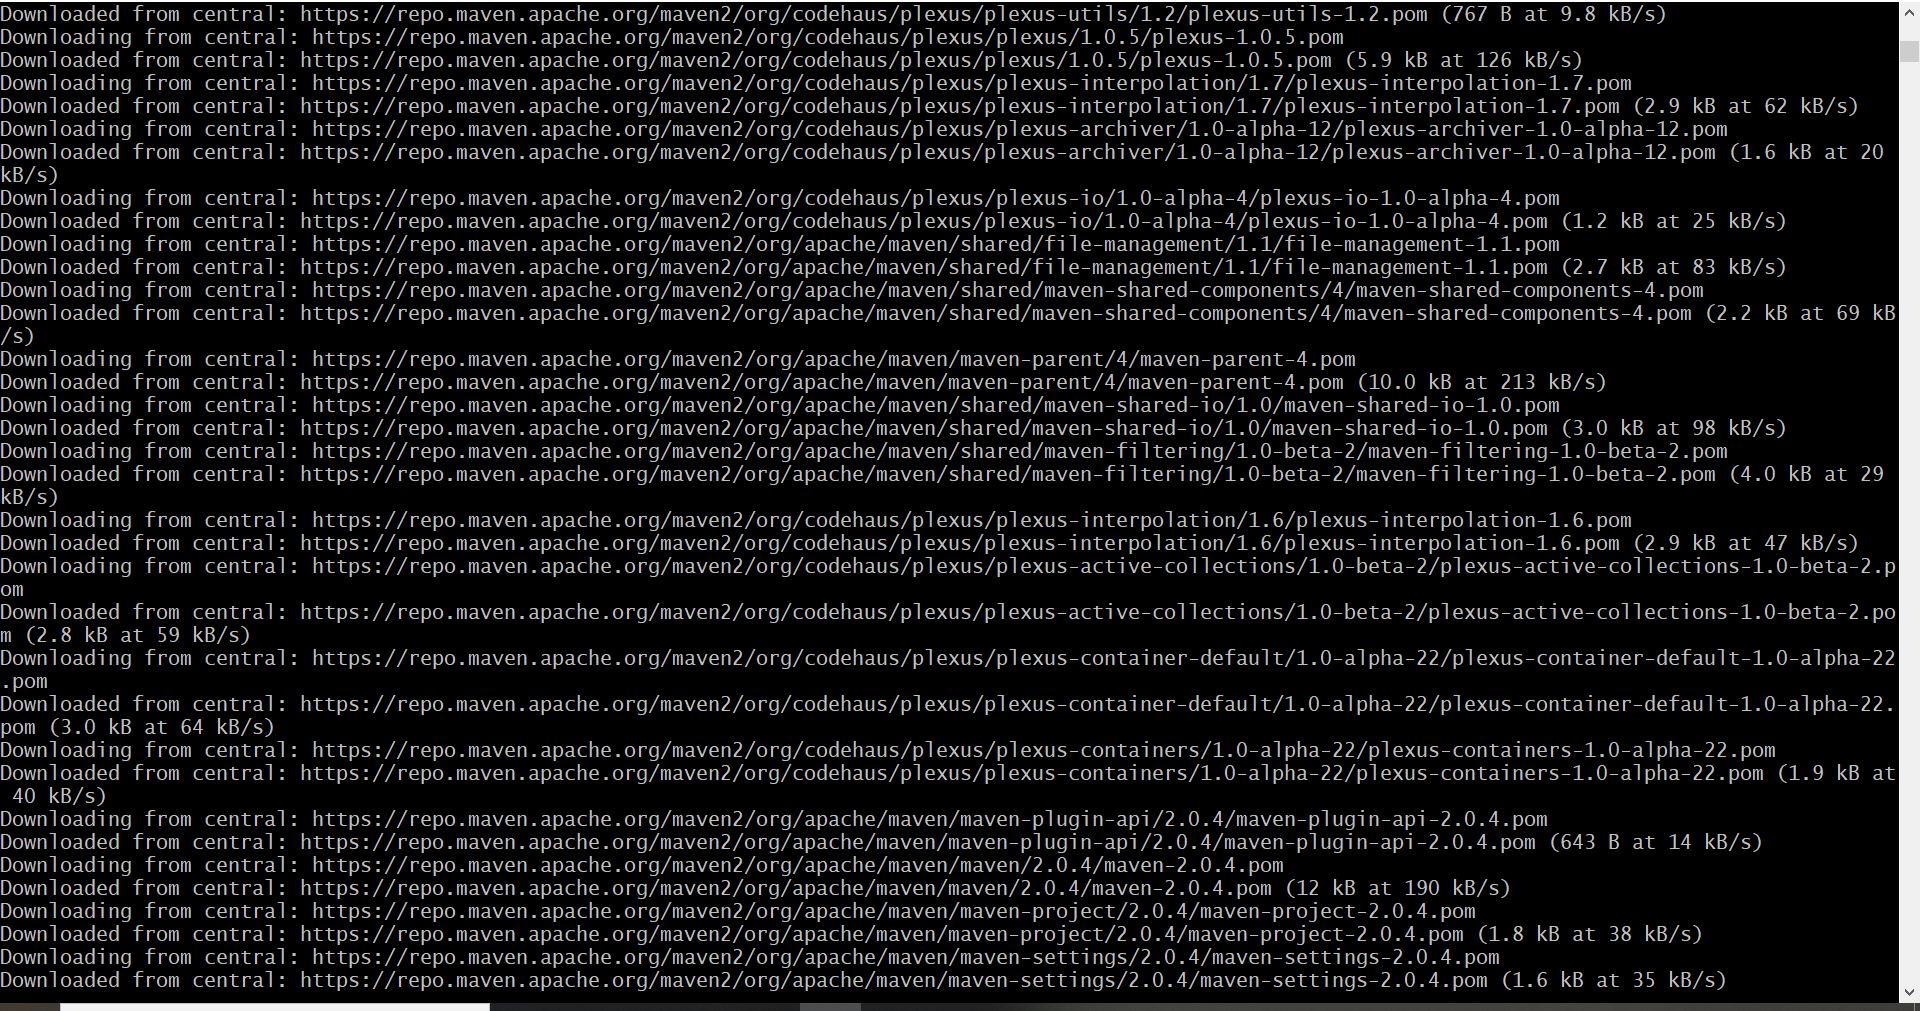 Downloaded from central: https://repo.maven.apache.org/maven2/org/codehaus/plexus/plexus-utils/1.2/plexus-utils-1.2.pom (767 B at 9.8 kB/s)
Downloading from central: https://repo.maven.apache.org/maven2/org/codehaus/plexus/plexus/1.0.5/plexus-1.0.5.pom
Downloaded from central: https://repo.maven.apache.org/maven2/org/codehaus/plexus/plexus/1.0.5/plexus-1.0.5.pom (5.9 kB at 126 kB/s)
Downloading from central: https://repo.maven.apache.org/maven2/org/codehaus/plexus/plexus-interpolation/1.7/plexus-interpolation-1.7.pom
Downloaded from central: https://repo.maven.apache.org/maven2/org/codehaus/plexus/plexus-interpolation/1.7/plexus-interpolation-1.7.pom (2.9 kB at 62 kB/s)
Downloading from central: https://repo.maven.apache.org/maven2/org/codehaus/plexus/plexus-archiver/1.0-alpha-12/plexus-archiver-1.0-alpha-12.pom
Downloaded from central: https://repo.maven.apache.org/maven2/org/codehaus/plexus/plexus-archiver/1.0-alpha-12/plexus-archiver-1.0-alpha-12.pom (1.6 kB at 20
kB/s)
Downloading from central: https://repo.maven.apache.org/maven2/org/codehaus/plexus/plexus-io/1.0-alpha-4/plexus-io-1.0-alpha-4.pom
Downloaded from central: https://repo.maven.apache.org/maven2/org/codehaus/plexus/plexus-io/1.0-alpha-4/plexus-io-1.0-alpha-4.pom (1.2 kB at 25 kB/s)
Downloading from central: https://repo.maven.apache.org/maven2/org/apache/maven/shared/file-management/1.1/file-management-1.1.pom
Downloaded from central: https://repo.maven.apache.org/maven2/org/apache/maven/shared/file-management/1.1/file-management-1.1.pom (2.7 kB at 83 kB/s)
Downloading from central: https://repo.maven.apache.org/maven2/org/apache/maven/shared/maven-shared-components/4/maven-shared-components-4.pom
Downloaded from central: https://repo.maven.apache.org/maven2/org/apache/maven/shared/maven-shared-components/4/maven-shared-components-4.pom (2.2 kB at 69 kB
/s)
Downloading from central: https://repo.maven.apache.org/maven2/org/apache/maven/maven-parent/4/maven-parent-4.pom
Downloaded from central: https://repo.maven.apache.org/maven2/org/apache/maven/maven-parent/4/maven-parent-4.pom (10.0 kB at 213 kB/s)
Downloading from central: https://repo.maven.apache.org/maven2/org/apache/maven/shared/maven-shared-io/1.0/maven-shared-io-1.0.pom
Downloaded from central: https://repo.maven.apache.org/maven2/org/apache/maven/shared/maven-shared-io/1.0/maven-shared-io-1.0.pom (3.0 kB at 98 kB/s)
Downloading from central: https://repo.maven.apache.org/maven2/org/apache/maven/shared/maven-filtering/1.0-beta-2/maven-filtering-1.0-beta-2.pom
Downloaded from central: https://repo.maven.apache.org/maven2/org/apache/maven/shared/maven-filtering/1.0-beta-2/maven-filtering-1.0-beta-2.pom (4.0 kB at 29
kB/s)
Downloading from central: https://repo.maven.apache.org/maven2/org/codehaus/plexus/plexus-interpolation/1.6/plexus-interpolation-1.6.pom
Downloaded from central: https://repo.maven.apache.org/maven2/org/codehaus/plexus/plexus-interpolation/1.6/plexus-interpolation-1.6.pom (2.9 kB at 47 kB/s)
Downloading from central: https://repo.maven.apache.org/maven2/org/codehaus/plexus/plexus-active-collections/1.0-beta-2/plexus-active-collections-1.0-beta-2.p
om
Downloaded from central: https://repo.maven.apache.org/maven2/org/codehaus/plexus/plexus-active-collections/1.0-beta-2/plexus-active-collections-1.0-beta-2.po
m (2.8 kB at 59 kB/s)
Downloading from central: https://repo.maven.apache.org/maven2/org/codehaus/plexus/plexus-container-default/1.0-alpha-22/plexus-container-default-1.0-alpha-22
.pom
Downloaded from central: https://repo.maven.apache.org/maven2/org/codehaus/plexus/plexus-container-default/1.0-alpha-22/plexus-container-default-1.0-alpha-22.
pom (3.0 kB at 64 kB/s)
Downloading from central: https://repo.maven.apache.org/maven2/org/codehaus/plexus/plexus-containers/1.0-alpha-22/plexus-containers-1.0-alpha-22.pom
Downloaded from central: https://repo.maven.apache.org/maven2/org/codehaus/plexus/plexus-containers/1.0-alpha-22/plexus-containers-1.0-alpha-22.pom (1.9 kB at
40 kB/s)
Downloading from central: https://repo.maven.apache.org/maven2/org/apache/maven/maven-plugin-api/2.0.4/maven-plugin-api-2.0.4.pom
Downloaded from central: https://repo.maven.apache.org/maven2/org/apache/maven/maven-plugin-api/2.0.4/maven-plugin-api-2.0.4.pom (643 B at 14 kB/s)
Downloading from central: https://repo.maven.apache.org/maven2/org/apache/maven/maven/2.0.4/maven-2.0.4.pom
Downloaded from central: https://repo.maven.apache.org/maven2/org/apache/maven/maven/2.0.4/maven-2.0.4.pom (12 kB at 190 kB/s)
Downloading from central: https://repo.maven.apache.org/maven2/org/apache/maven/maven-project/2.0.4/maven-project-2.0.4.pom
Downloaded from central: https://repo.maven.apache.org/maven2/org/apache/maven/maven-project/2.0.4/maven-project-2.0.4.pom (1.8 kB at 38 kB/s)
Downloading from central: https://repo.maven.apache.org/maven2/org/apache/maven/maven-settings/2.0.4/maven-settings-2.0.4.pom
Downloaded from central: https://repo.maven.apache.org/maven2/org/apache/maven/maven-settings/2.0.4/maven-settings-2.0.4.pom (1.6 kB at 35 kB/s)